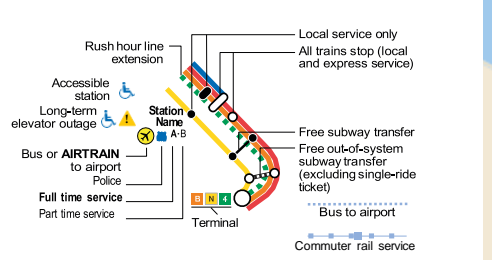 Local service only
Rush hour line
extension
All trains stop (local
and express service)
Accessible
station
Long-term
elevator outage
Station
Name
A·B
Bus or AIRTRAIN
to airport
Police
Full time service
Part time service
Free subway transfer
Free out-of-system
subway transfer
(excluding single-ride
ticket)
B N 4
Terminal
Bus to airport
Commuter rail service